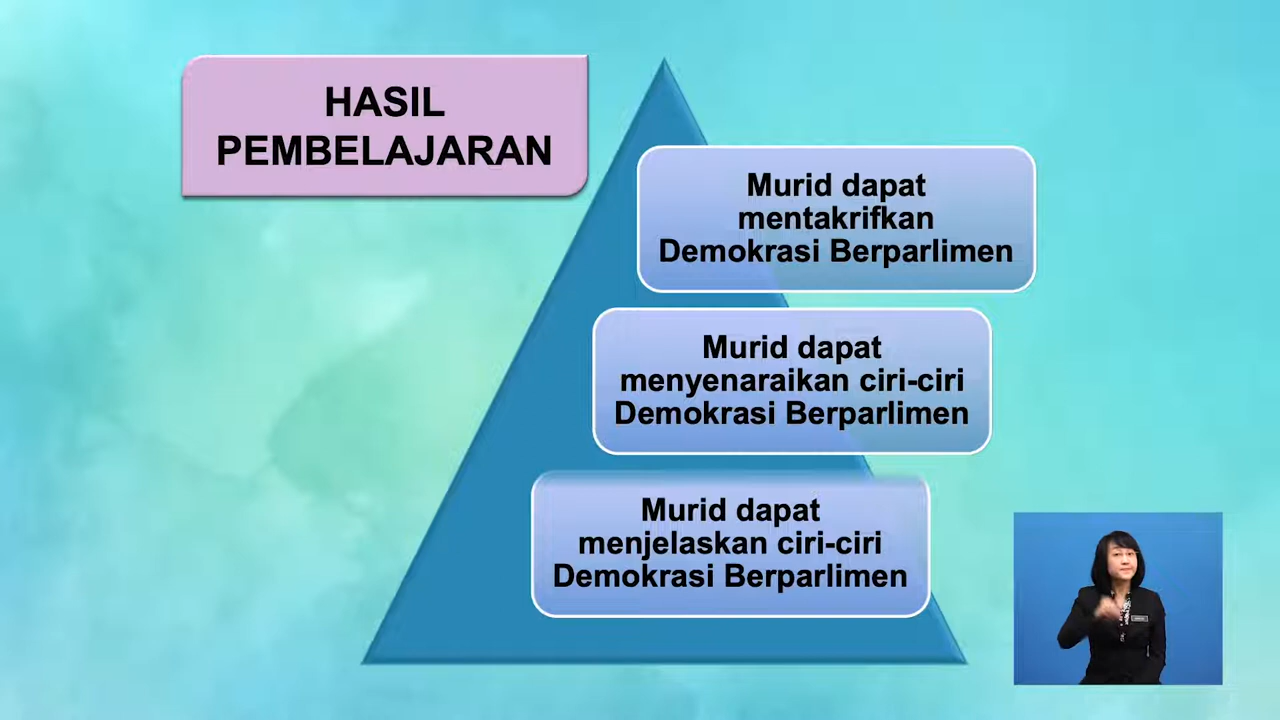 HASIL
PEMBELAJARAN
Murid dapat
mentakrifkan
Demokrasi Berparlimen
Murid dapat
menyenaraikan ciri-ciri
Demokrasi Berparlimen
Murid dapat
menjelaskan ciri-ciri
Demokrasi Berparlimen